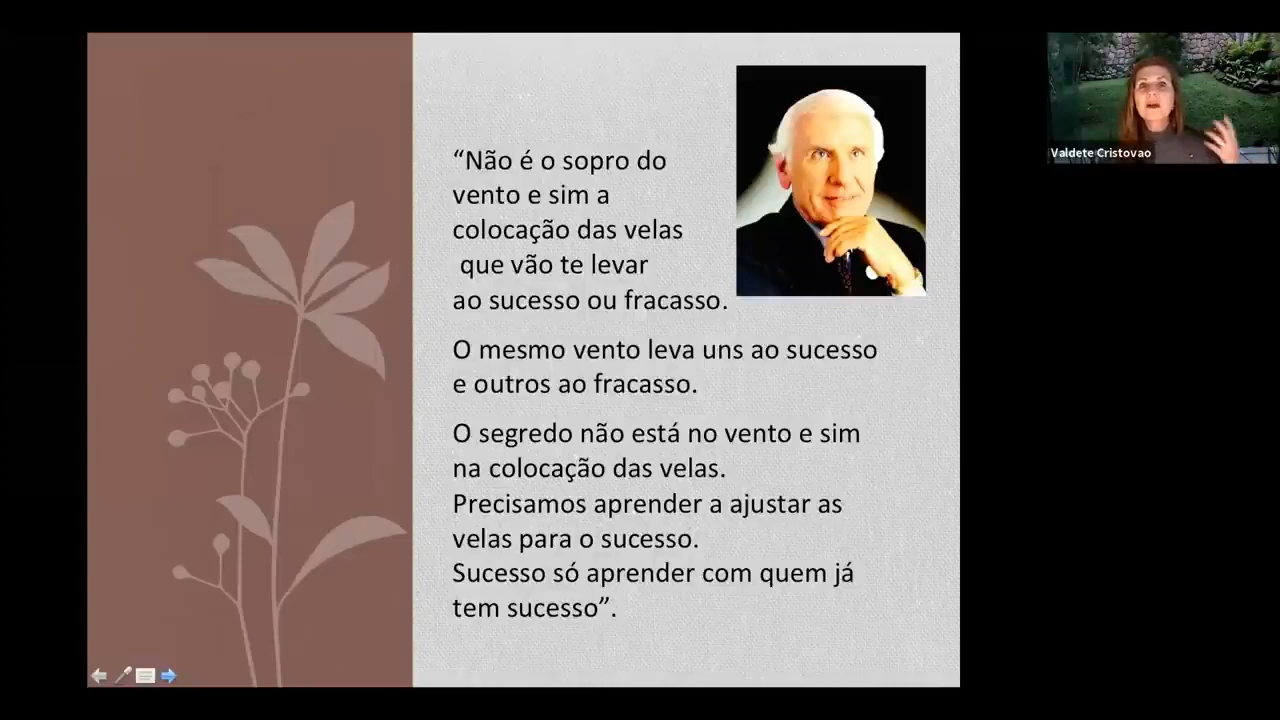 “Não é o sopro do
vento e sim a
colocação das velas
que vão te levar
ao sucesso ou fracasso.
O mesmo vento leva uns ao sucesso
e outros ao fracasso.
O segredo não está no vento e sim
na colocação das velas.
Precisamos aprender a ajustar as
velas para o sucesso.
Sucesso só aprender com quem já
tem sucesso”.
Valdete Cristovao